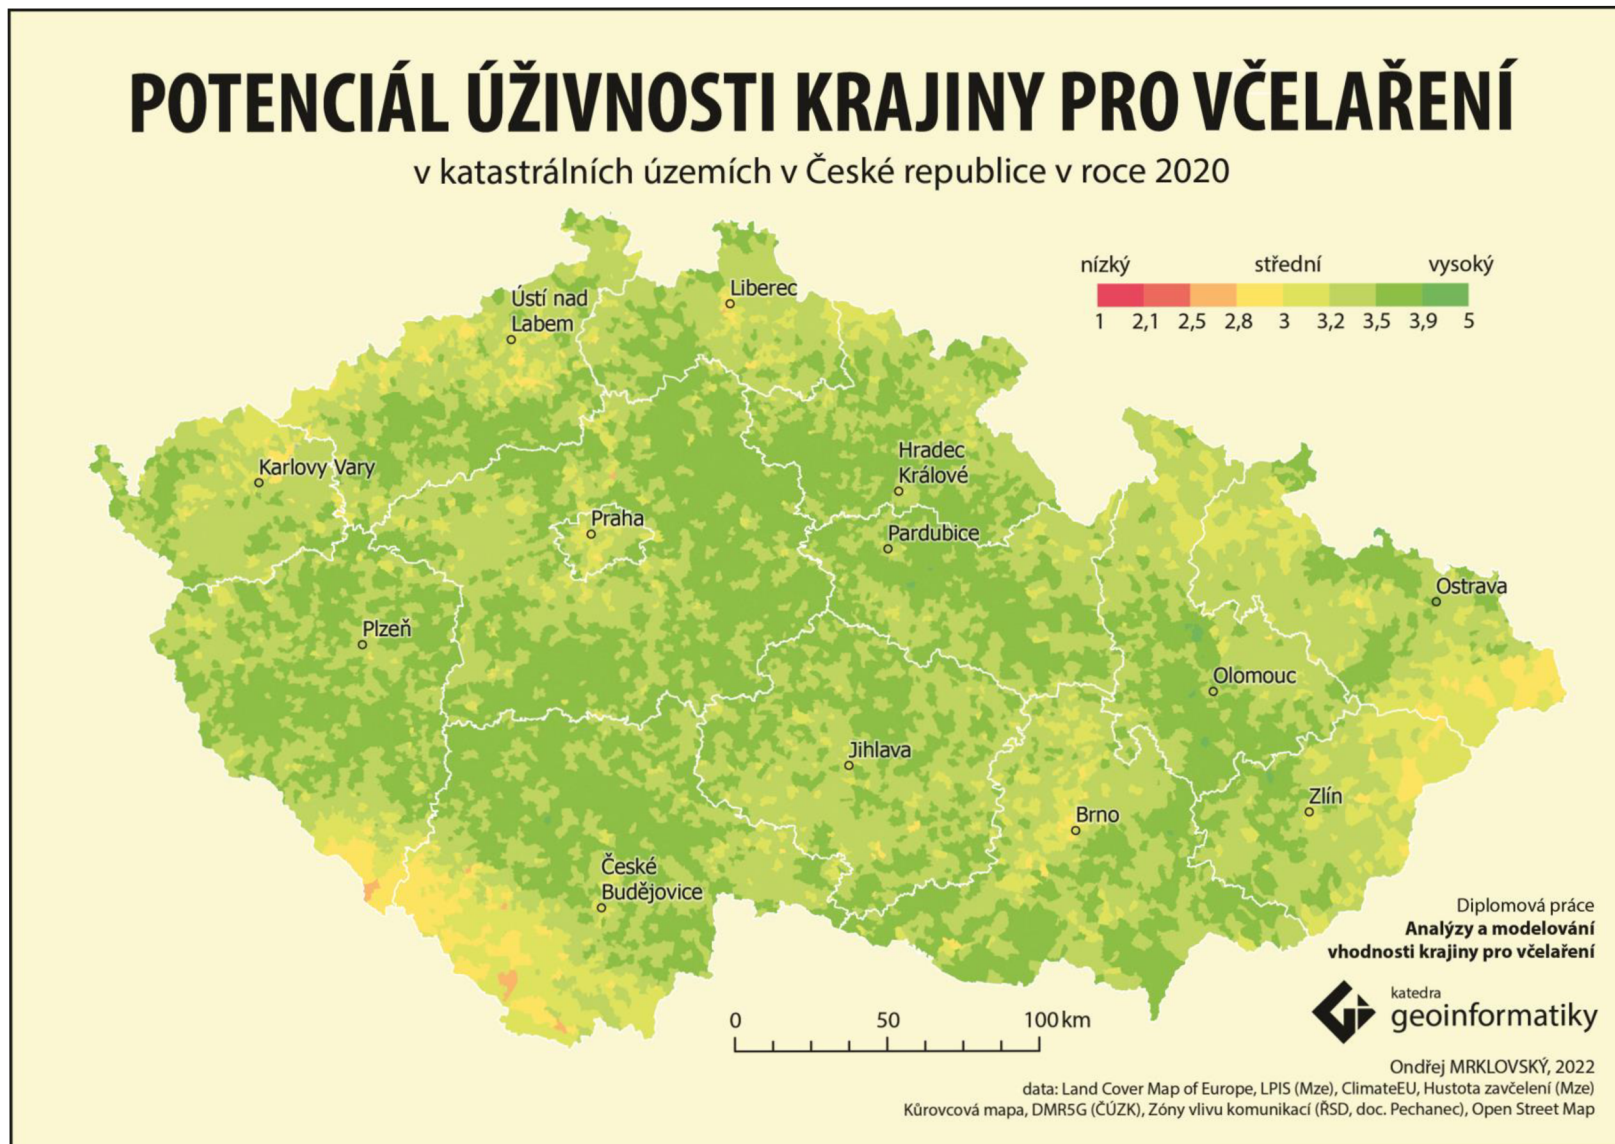 POTENCIÁL ÚŽIVNOSTI KRAJINY PRO VČELAŘENÍ
v katastrálních územích v České republice v roce 2020
nízký střední vysoký
1 2,1 2,5 2,8 3 3,2 3,5 3,9 5
Liberec
Ústí nad
Labem
Hradec
Králové
Karlovy Vary
Praha
Pardubice
Ostrava
Plzeň
Olomouc
Jihlava
Zlín
Brno
České
Budějovice
Diplomová práce
Analýzy a modelování
vhodnosti krajiny pro včelaření
katedra
geoinformatiky
0 50 100 km
Ondřej MRKLOVSKÝ, 2022
data: Land Cover Map of Europe, LPIS (Mze), ClimateEU, Hustota zavčelení (Mze)
Kůrovcová mapa, DMR5G (ČÚZK), Zóny vlivu komunikací (ŘSD, doc. Pechanec), Open Street Map